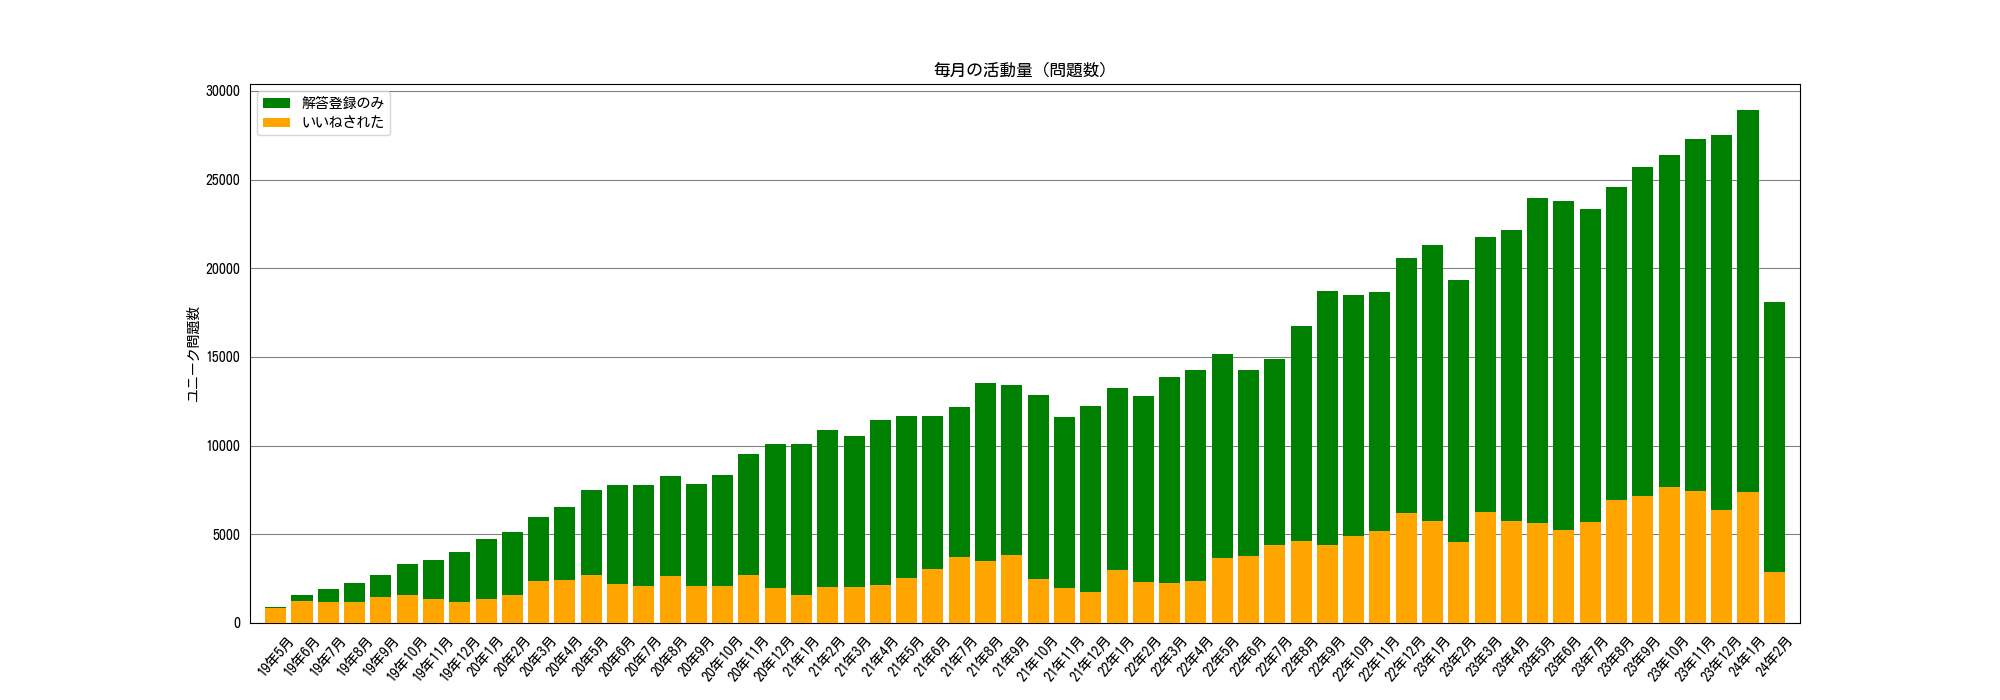 毎月の活動量（問題数）
解答登録のみ
いいねされた
ユニーク問題数
30000
25000
20000
15000
10000
5000
0
19年5月
19年6月
19年7月
19年8月
19年9月
19年10月
19年11月
19年12月
20年1月
20年2月
20年3月
20年4月
20年5月
20年6月
20年7月
20年8月
20年9月
20年10月
20年11月
20年12月
21年1月
21年2月
21年3月
21年4月
21年5月
21年6月
21年7月
21年8月
21年9月
21年10月
21年11月
21年12月
22年1月
22年2月
22年3月
22年4月
22年5月
22年6月
22年7月
22年8月
22年9月
22年10月
22年11月
22年12月
23年1月
23年2月
23年3月
23年4月
23年5月
23年6月
23年7月
23年8月
23年9月
23年10月
23年11月
23年12月
24年1月
24年2月